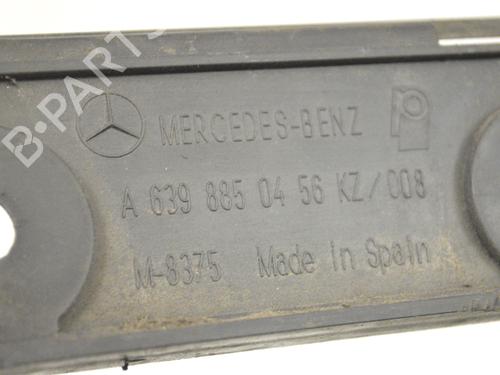 B-PARTS
MERCEDES-BENZ
A 639 885 04 56 KZ/008
M-8375 Made in Spain